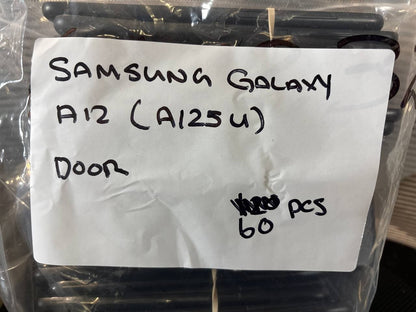 SAMSUNG GALAXY
A12 (A125U)
DOOR
pcs
60